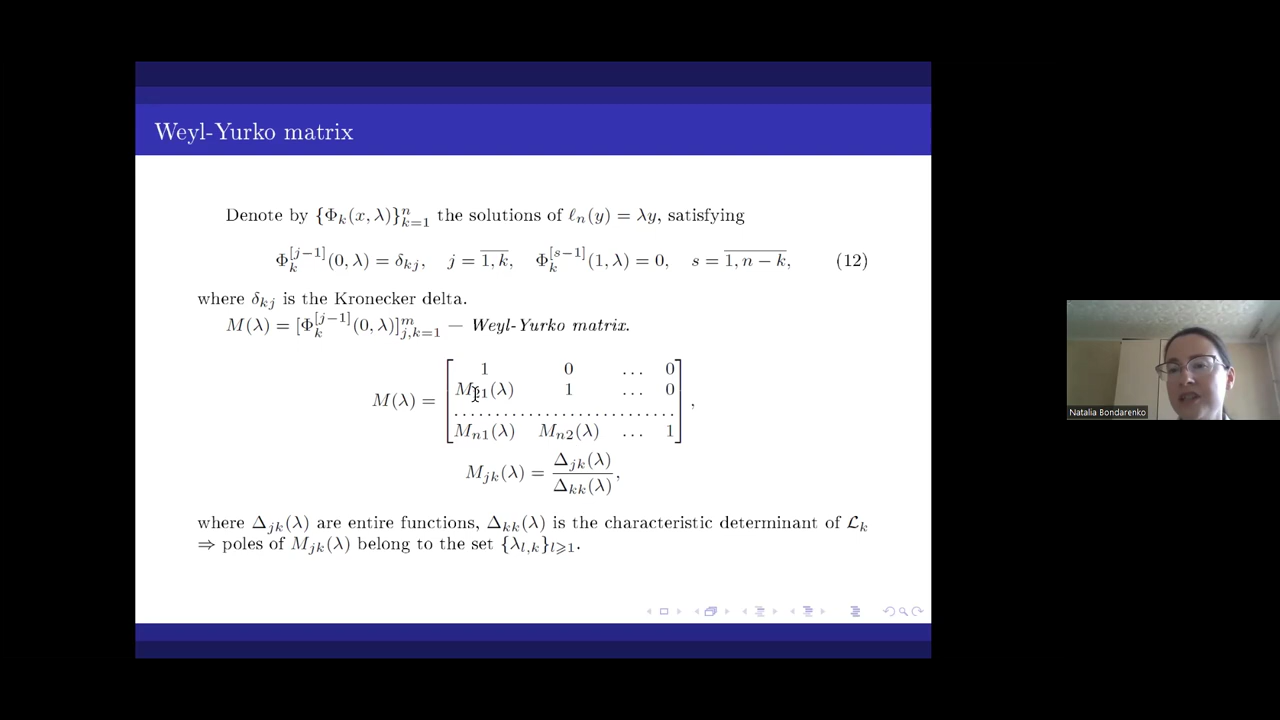 Weyl-Yurko matrix
Denote by {Φ_k(x, λ)}_{k=1}^n the solutions of ℓ_n(y) = λy, satisfying
Φ_k^{[j−1]}(0, λ) = δ_{kj}, j = \overline{1, k}, Φ_k^{[s−1]}(1, λ) = 0, s = \overline{1, n − k}, (12)
where δ_{kj} is the Kronecker delta.
M(λ) = [Φ_k^{[j−1]}(0, λ)]_{j,k=1}^m — Weyl-Yurko matrix.
1 0 ... 0
M_{21}(λ) 1 ... 0
M(λ) = [..............................],
M_{n1}(λ) M_{n2}(λ) ... 1
M_{jk}(λ) = Δ_{jk}(λ) / Δ_{kk}(λ),
where Δ_{jk}(λ) are entire functions, Δ_{kk}(λ) is the characteristic determinant of ℒ_k
⇒ poles of M_{jk}(λ) belong to the set {λ_{l,k}}_{l⩾1}.
Natalia Bondarenko